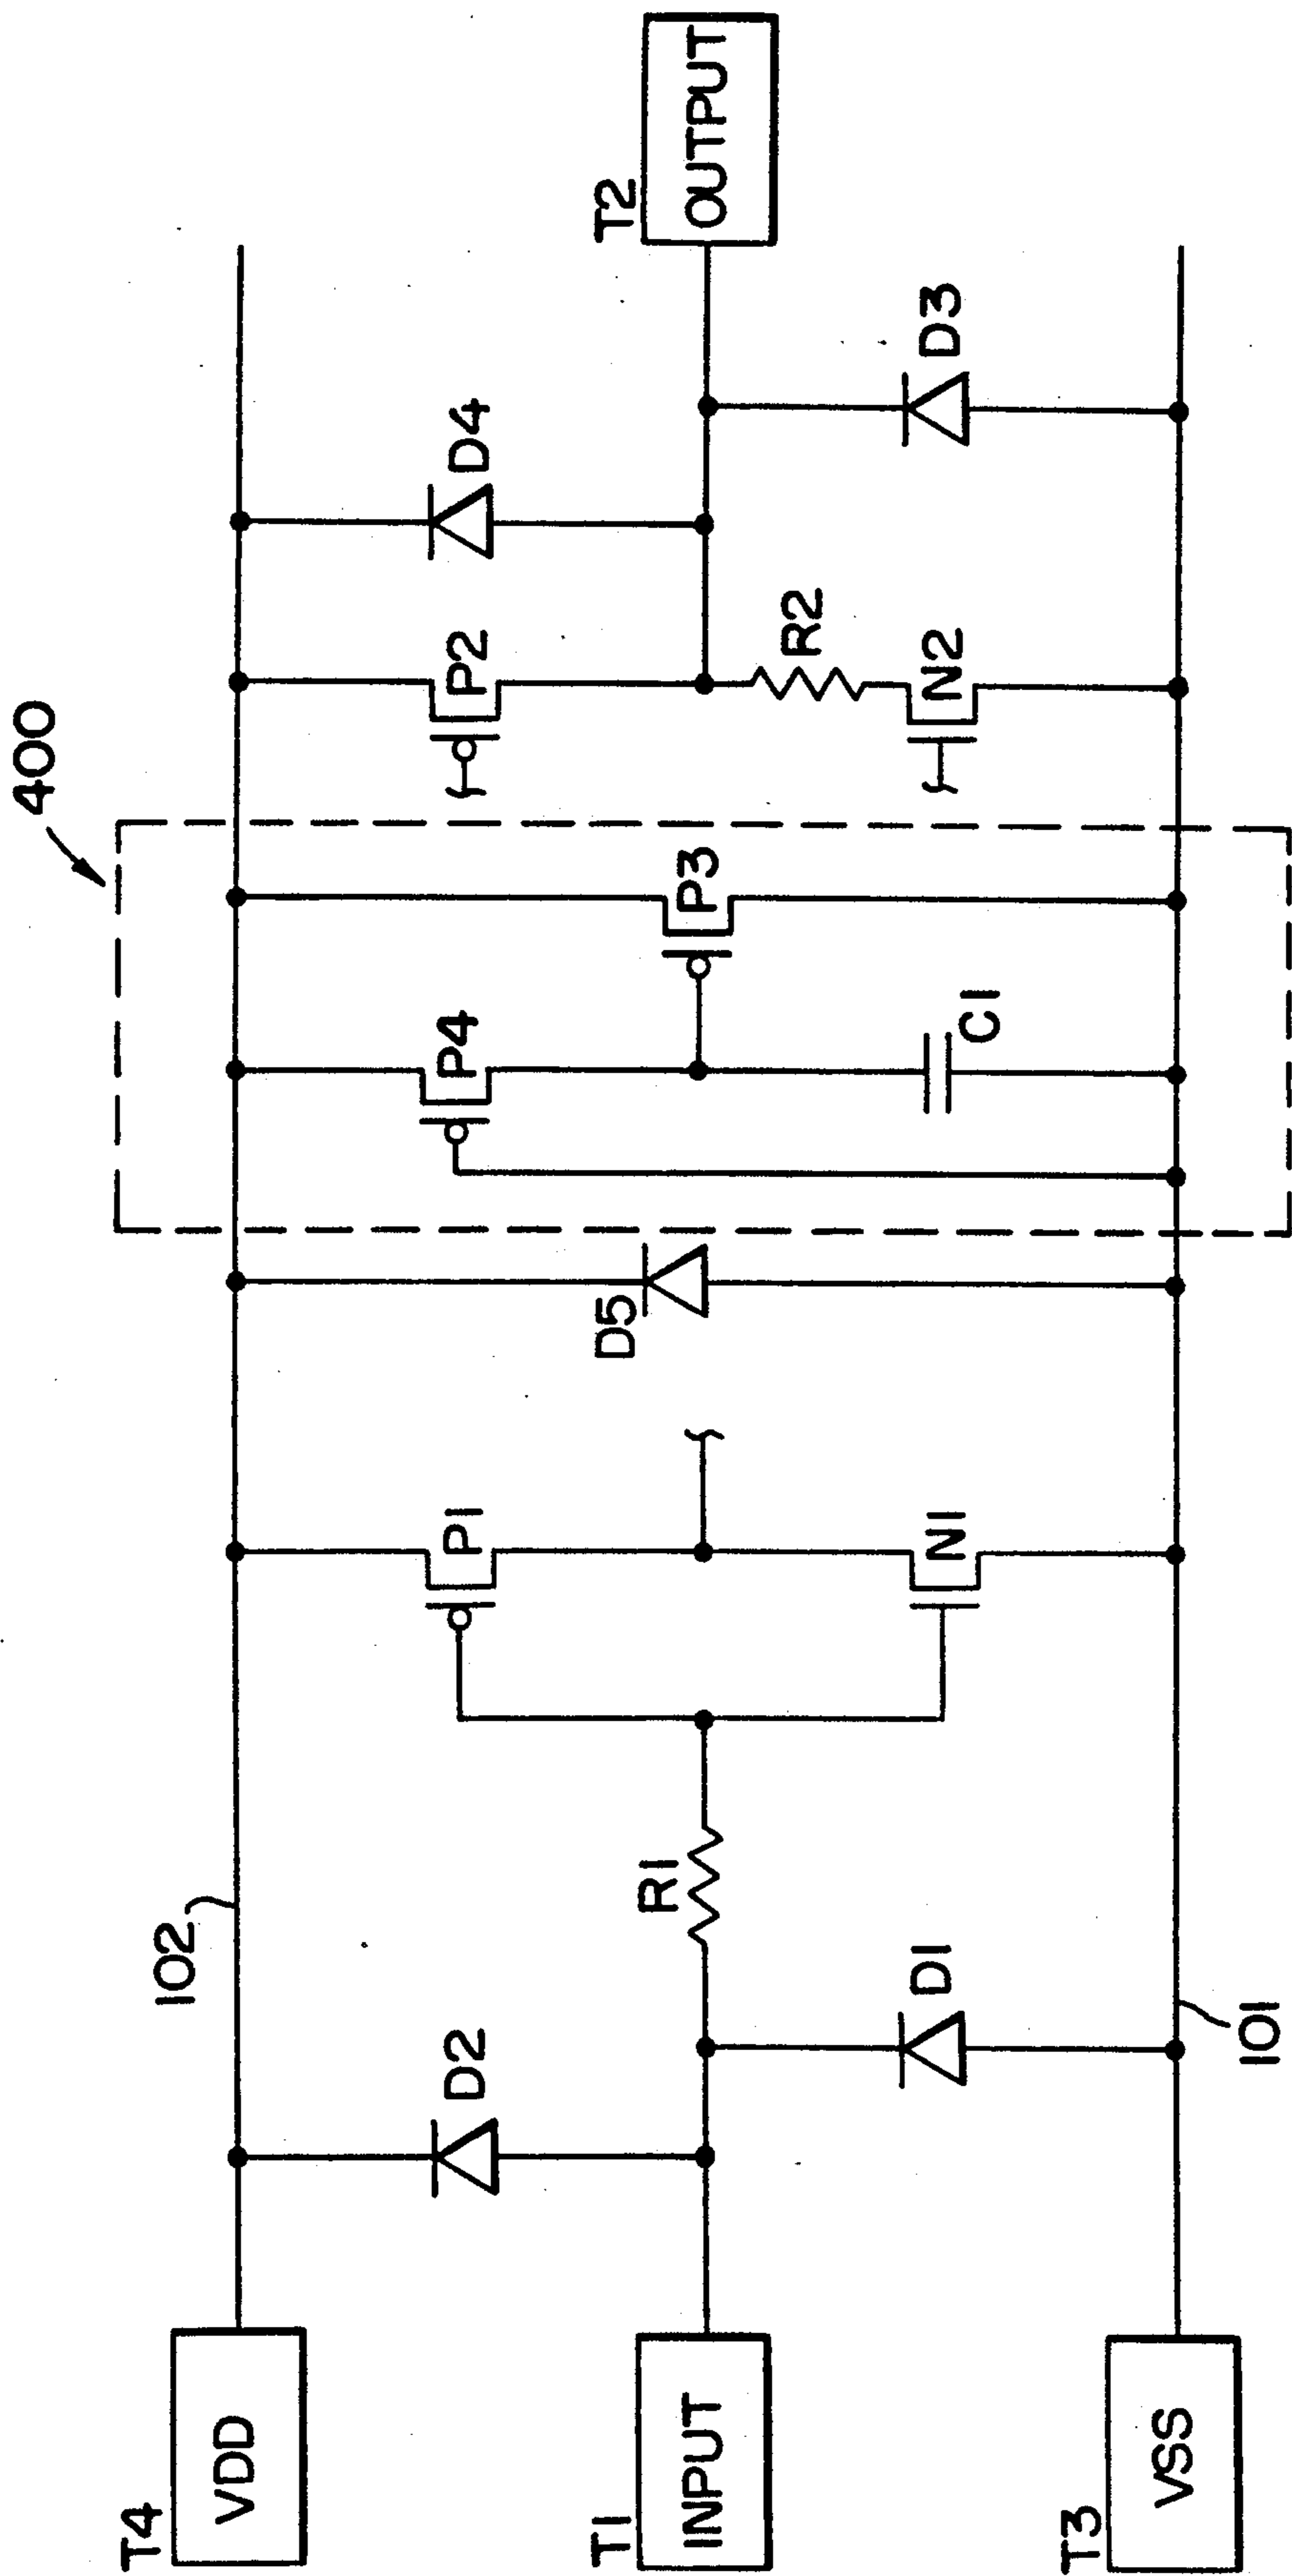 400
T4
VDD
102
D2
P1
P4
P2
D4
T1
INPUT
R1
D5
P3
R2
T2
OUTPUT
D1
N1
C1
N2
D3
T3
VSS
101